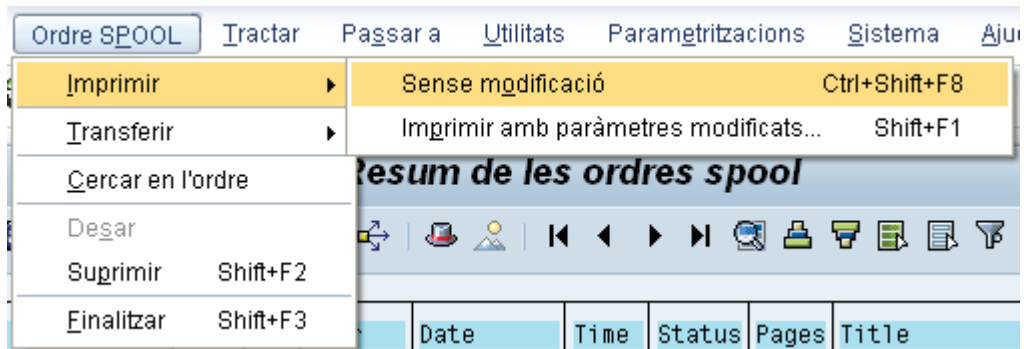 Ordre SPOOL Tractar Passar a Utilitats Parametritzacions Sistema
Imprimir Sense modificació Ctrl+Shift+F8
Transferir Imprimir amb paràmetres modificats... Shift+F1
Cercar en l'ordre Resum de les ordres spool
Desar
Suprimir Shift+F2
Finalitzar Shift+F3
Date Time Status Pages Title